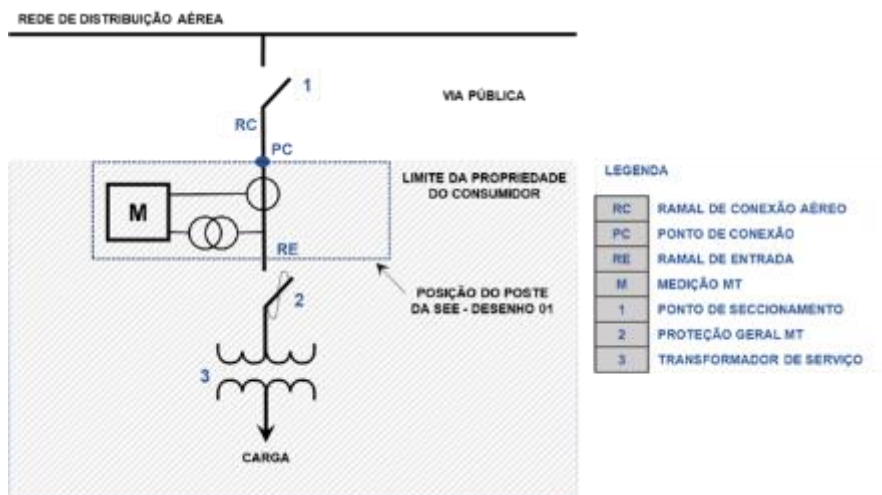 REDE DE DISTRIBUIÇÃO AÉREA
1
VIA PÚBLICA
RC
PC
LIMITE DA PROPRIEDADE
DO CONSUMIDOR
M
RE
2
POSIÇÃO DO POSTE
DA SEE - DESENHO 01
3
CARGA
LEGENDA
RC RAMAL DE CONEXÃO AÉREO
PC PONTO DE CONEXÃO
RE RAMAL DE ENTRADA
M MEDIÇÃO MT
1 PONTO DE SECCIONAMENTO
2 PROTEÇÃO GERAL MT
3 TRANSFORMADOR DE SERVIÇO